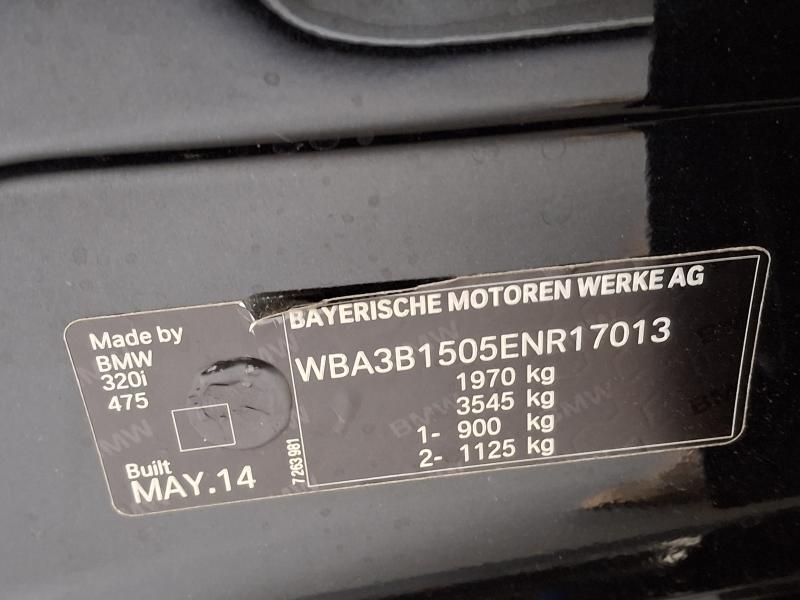 Made by
BMW
320i
475
Built
MAY.14
7 263 981
BAYERISCHE MOTOREN WERKE AG
WBA3B1505ENR17013
1970 kg
3545 kg
1- 900 kg
2- 1125 kg